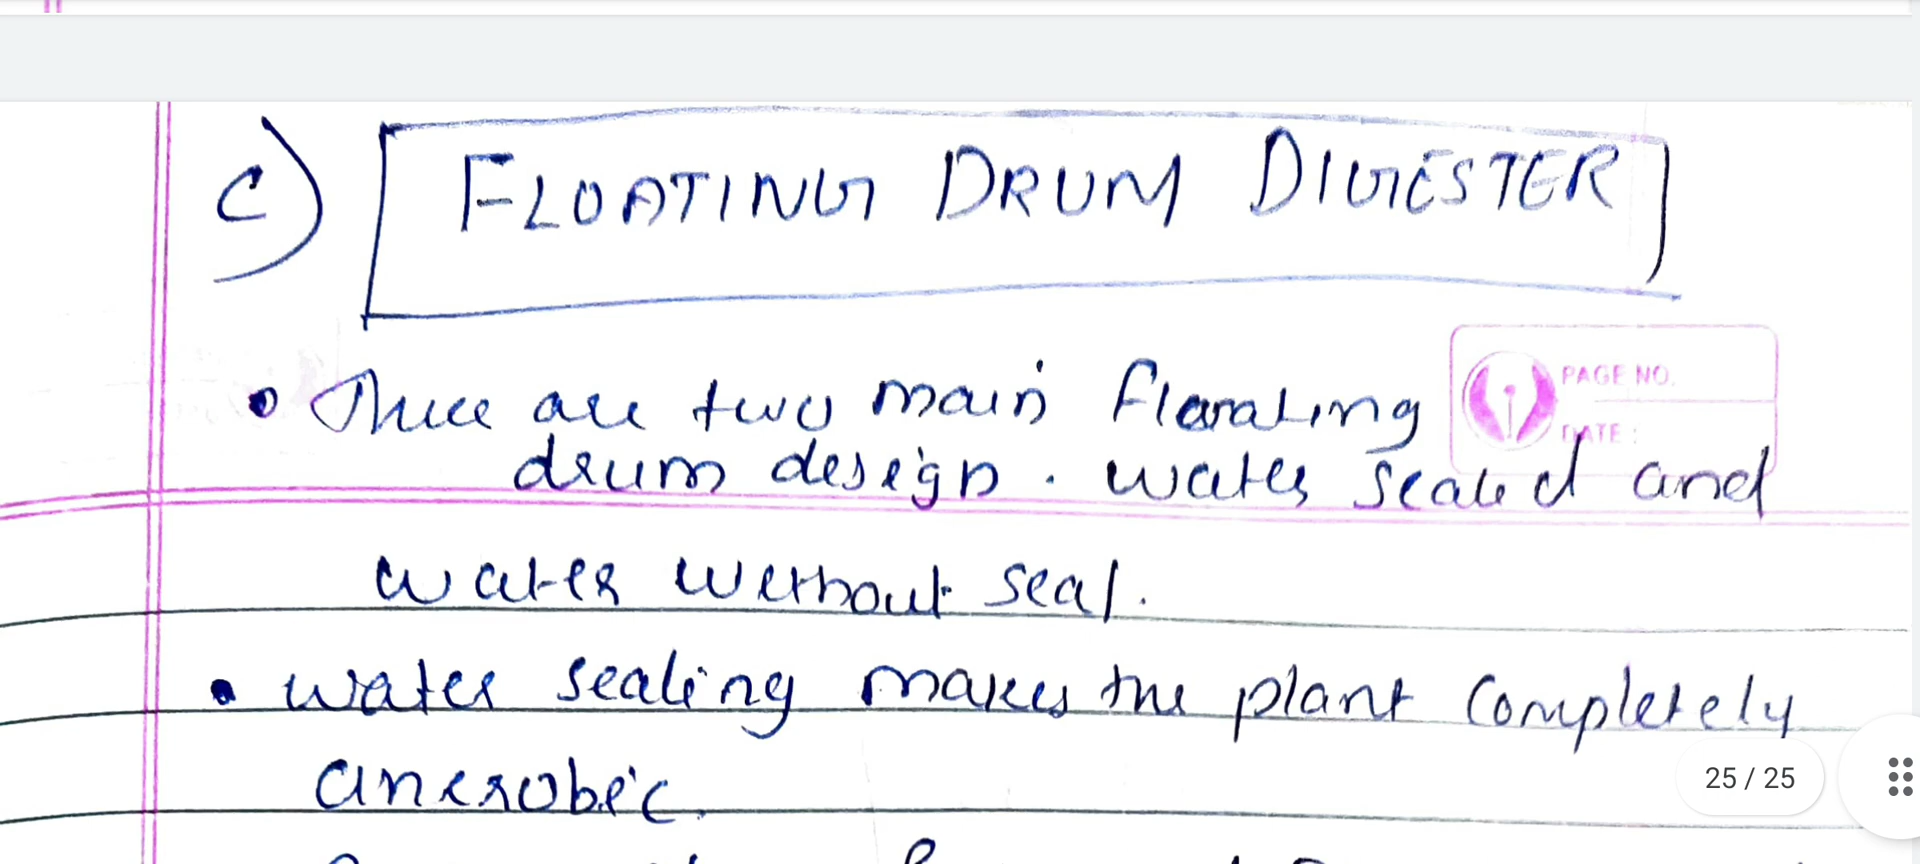 c) FLOATING DRUM DIGESTER
PAGE NO.
DATE :
• There are two main floating
drum design. water sealed and
water without seal.
• water sealing makes the plant completely
anerobic.
25 / 25